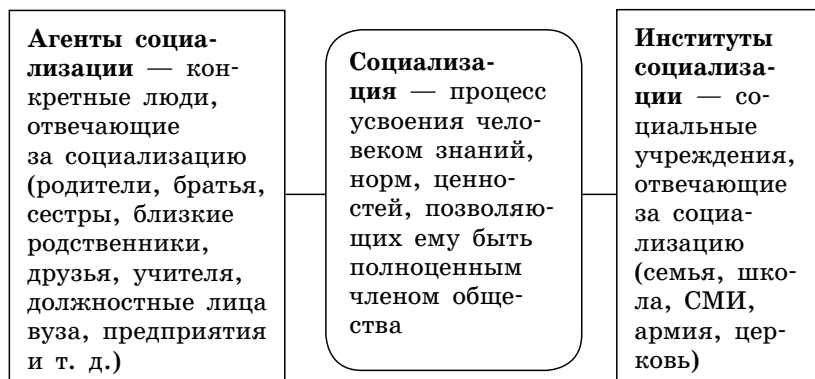 Агенты социа-
лизации — кон-
кретные люди,
отвечающие
за социализацию
(родители, братья,
сестры, близкие
родственники,
друзья, учителя,
должностные лица
вуза, предприятия
и т. д.)
Социализа-
ция — процесс
усвоения чело-
веком знаний,
норм, ценно-
стей, позволяю-
щих ему быть
полноценным
членом обще-
ства
Институты
социализа-
ции — со-
циальные
учреждения,
отвечающие
за социа-
лизацию
(семья, шко-
ла, СМИ,
армия, цер-
ковь)